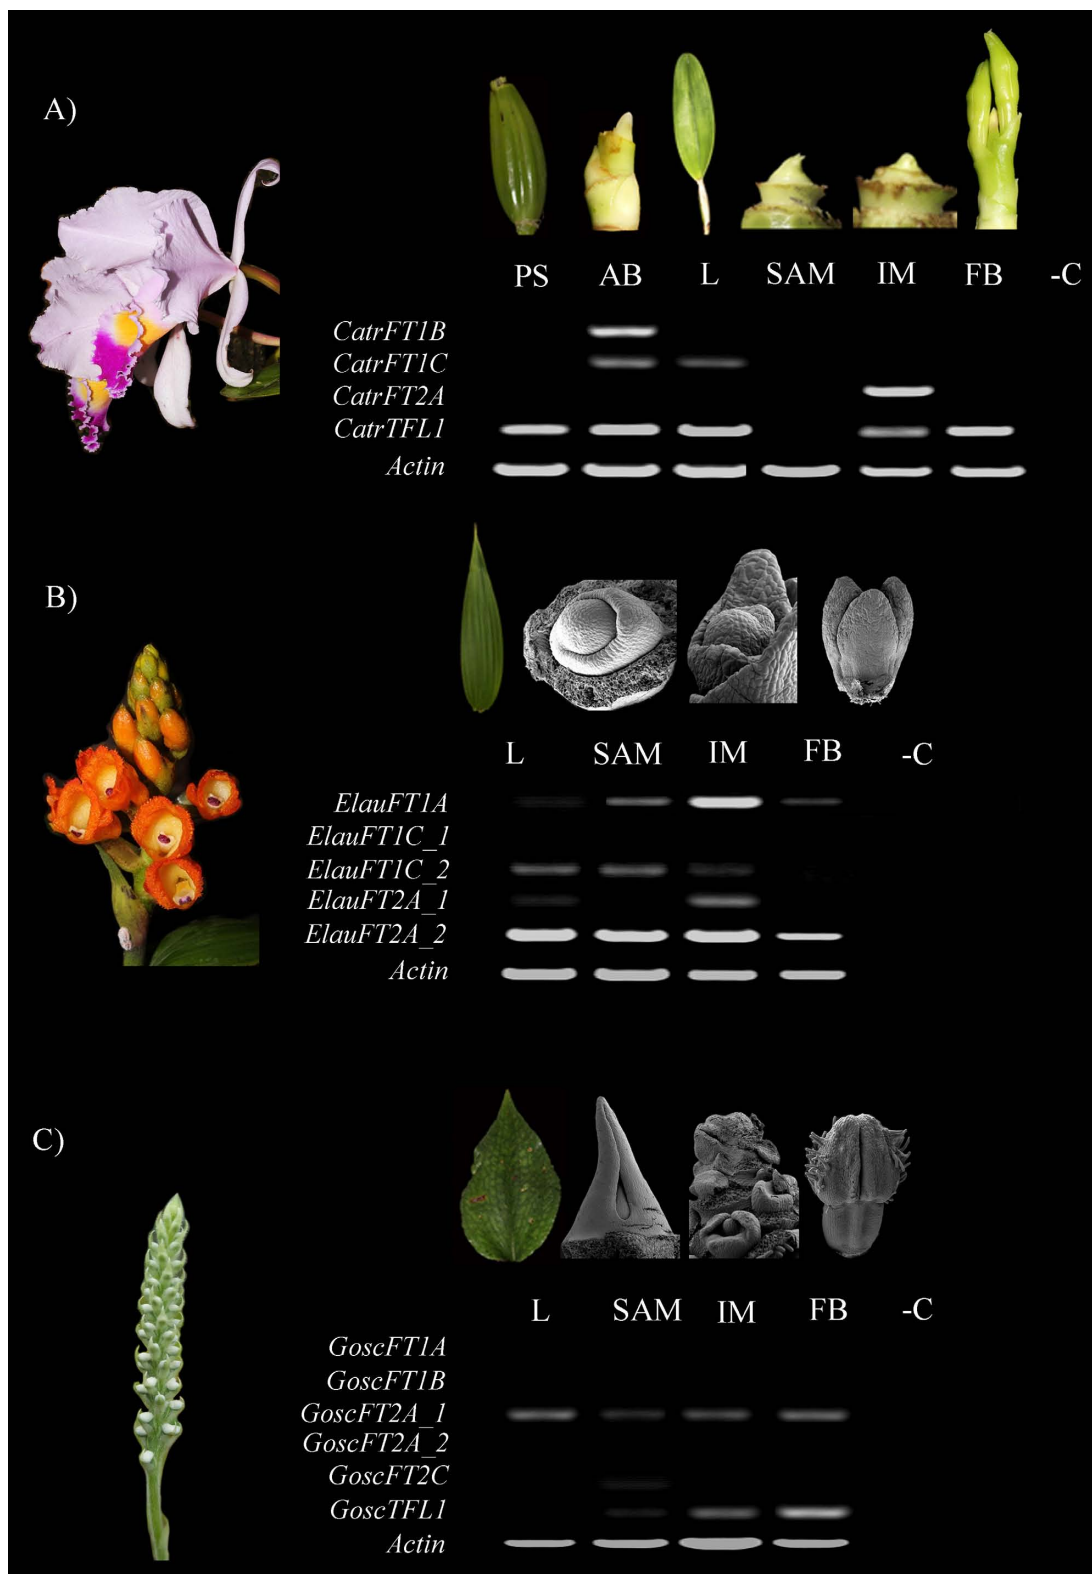 A)
PS AB L SAM IM FB -C
CatrFT1B
CatrFT1C
CatrFT2A
CatrTFL1
Actin
B)
L SAM IM FB -C
ElauFT1A
ElauFT1C_1
ElauFT1C_2
ElauFT2A_1
ElauFT2A_2
Actin
C)
L SAM IM FB -C
GoscFT1A
GoscFT1B
GoscFT2A_1
GoscFT2A_2
GoscFT2C
GoscTFL1
Actin